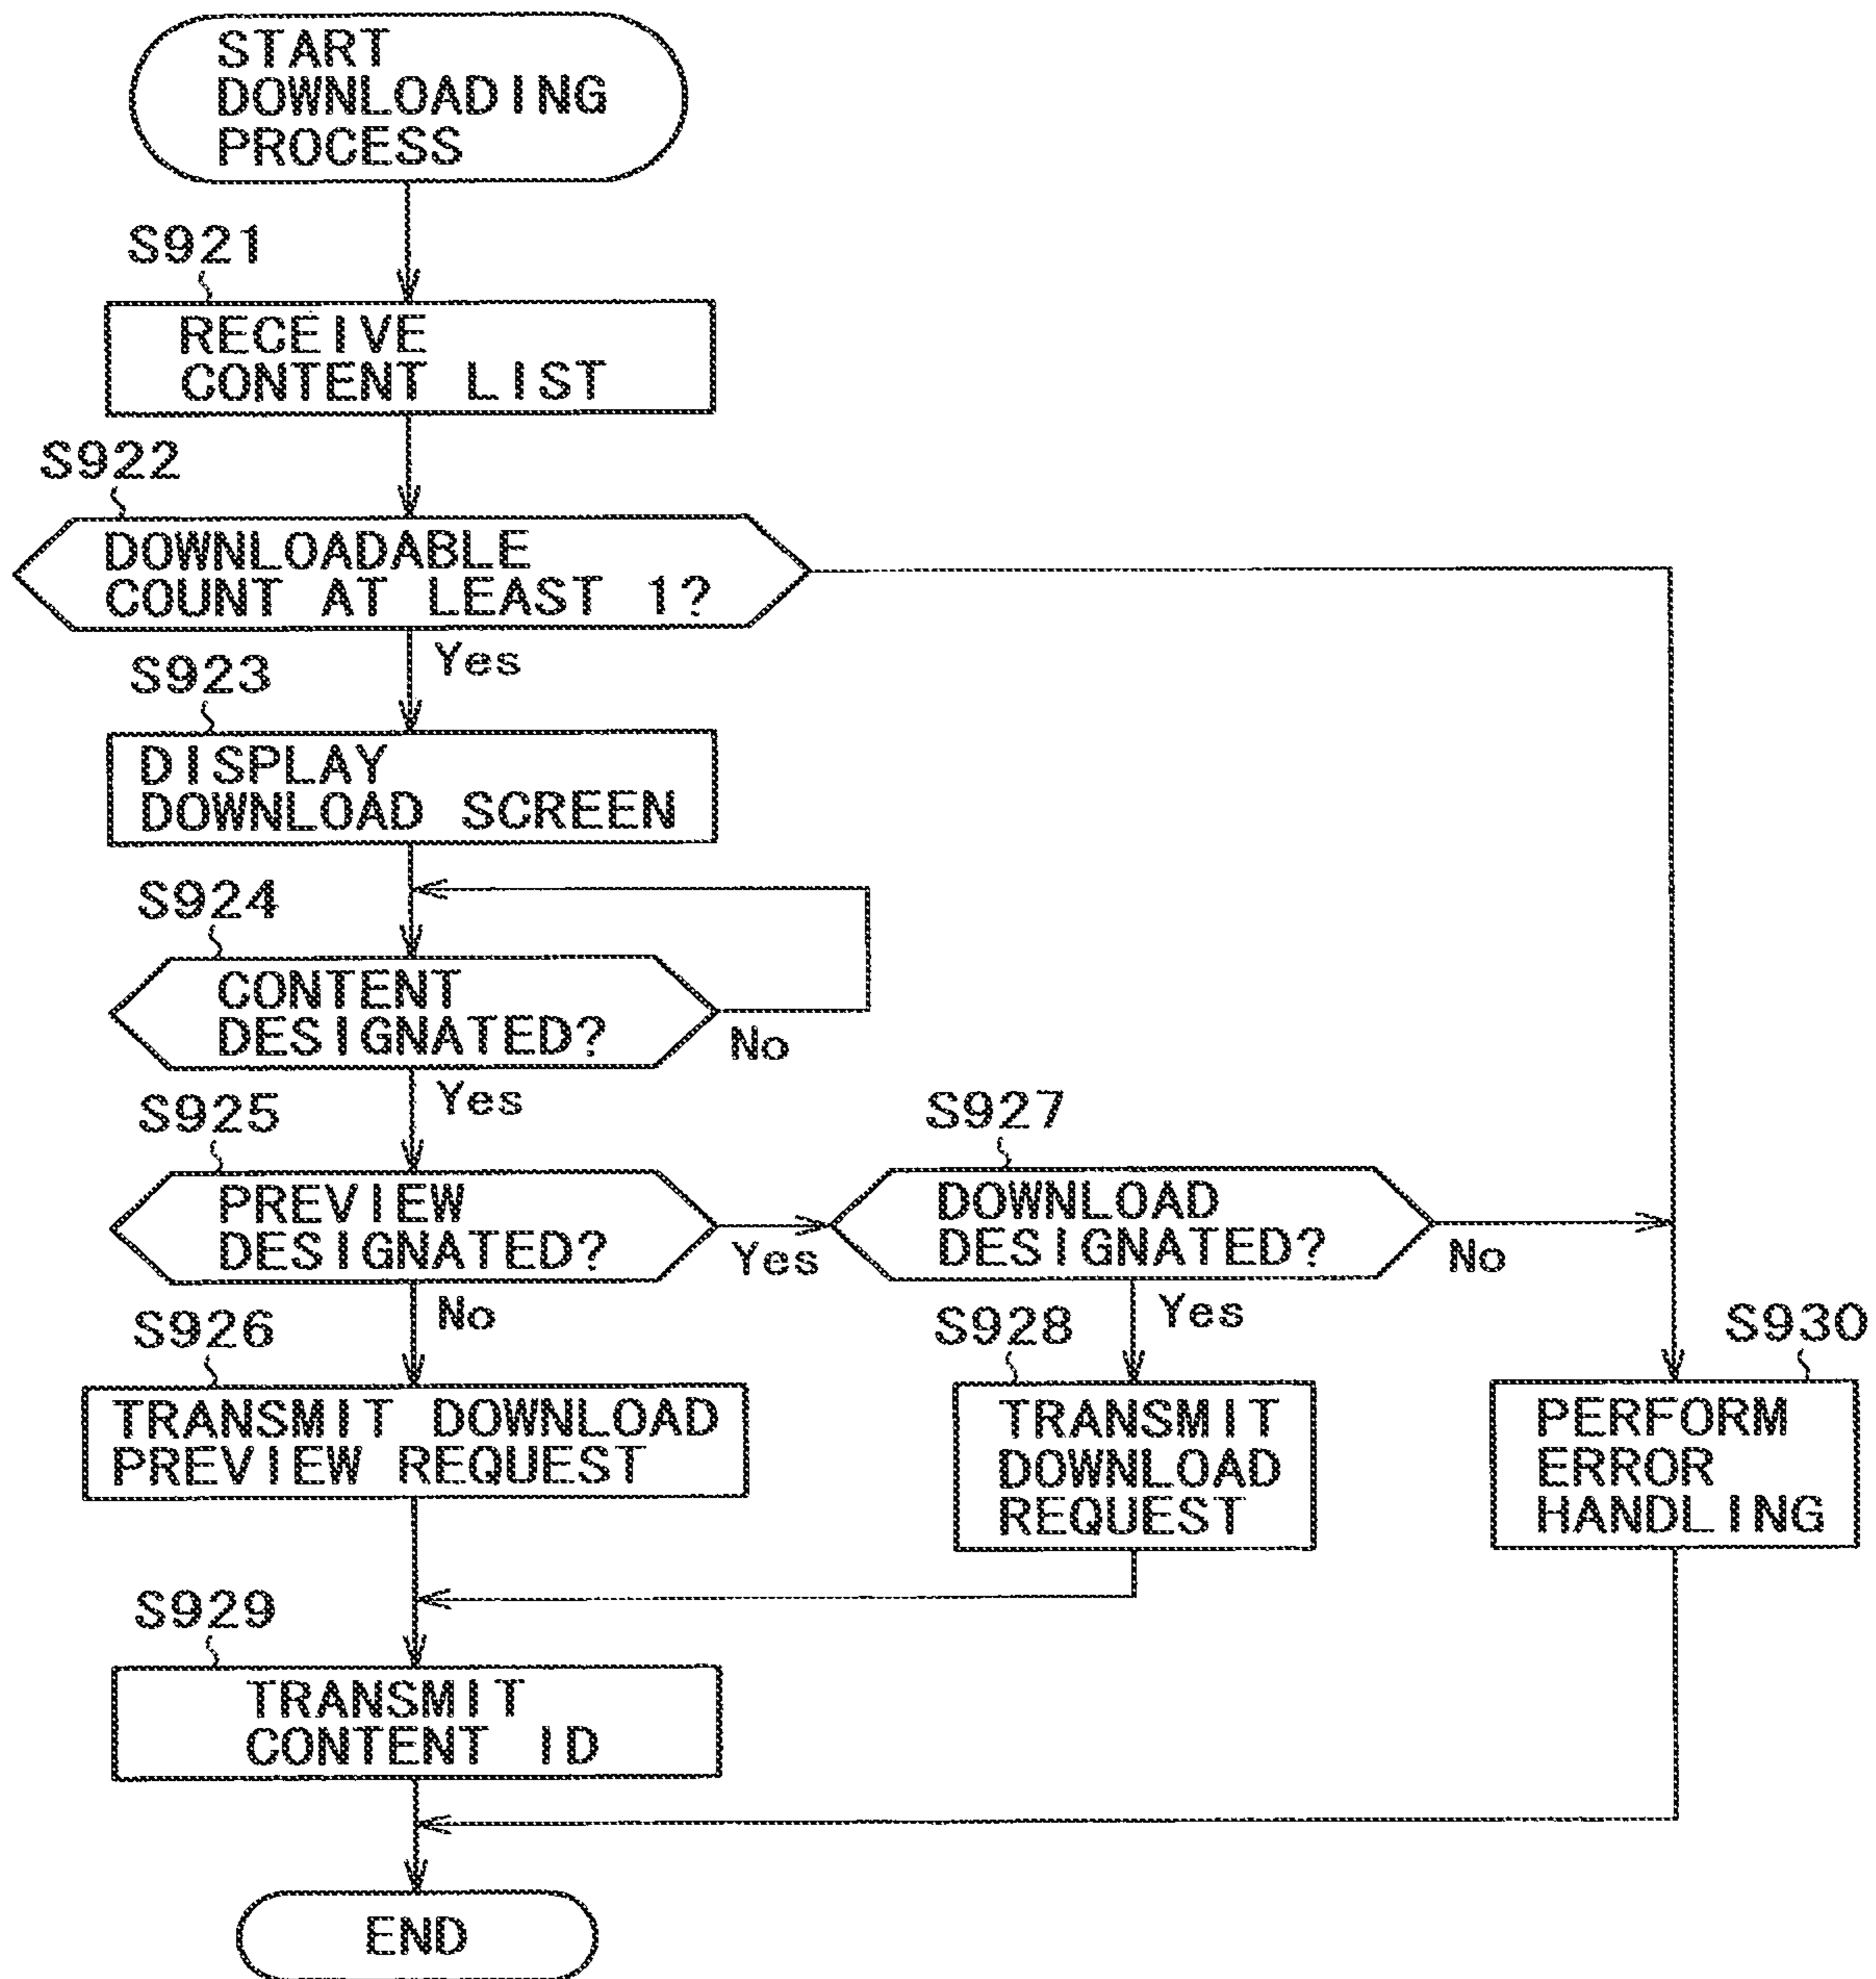 START
DOWNLOADING
PROCESS
S921
RECEIVE
CONTENT LIST
S922
DOWNLOADABLE
COUNT AT LEAST 1?
Yes
S923
DISPLAY
DOWNLOAD SCREEN
S924
CONTENT
DESIGNATED?
No
Yes
S925
PREVIEW
DESIGNATED?
Yes
No
S927
DOWNLOAD
DESIGNATED?
No
Yes
S926
TRANSMIT DOWNLOAD
PREVIEW REQUEST
S928
TRANSMIT
DOWNLOAD
REQUEST
S930
PERFORM
ERROR
HANDLING
S929
TRANSMIT
CONTENT ID
END